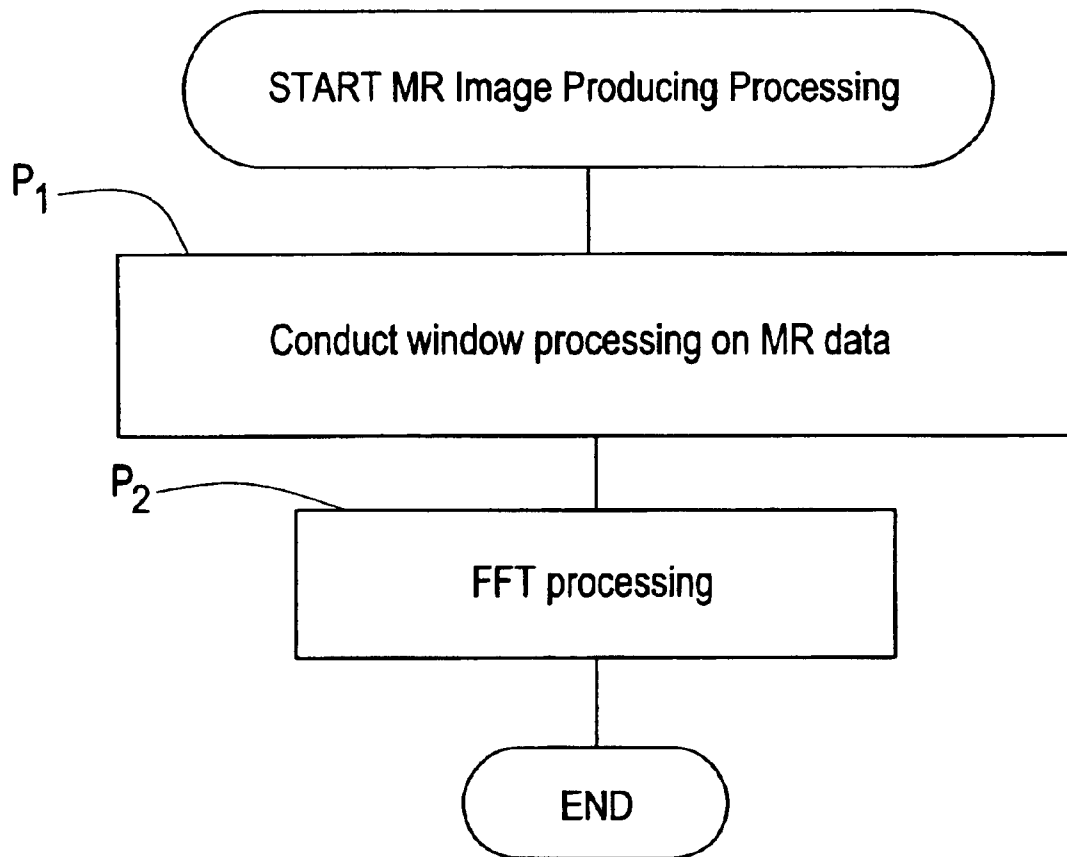 START MR Image Producing Processing
P1
Conduct window processing on MR data
P2
FFT processing
END